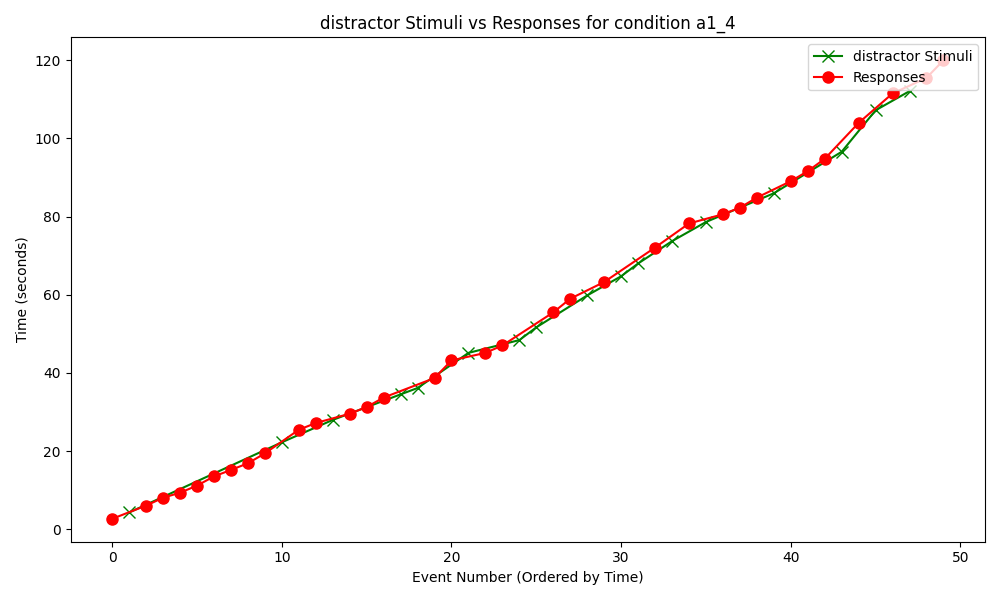 distractor Stimuli vs Responses for condition a1_4
distractor Stimuli
Responses
Time (seconds)
120
100
80
60
40
20
0
0 10 20 30 40 50
Event Number (Ordered by Time)